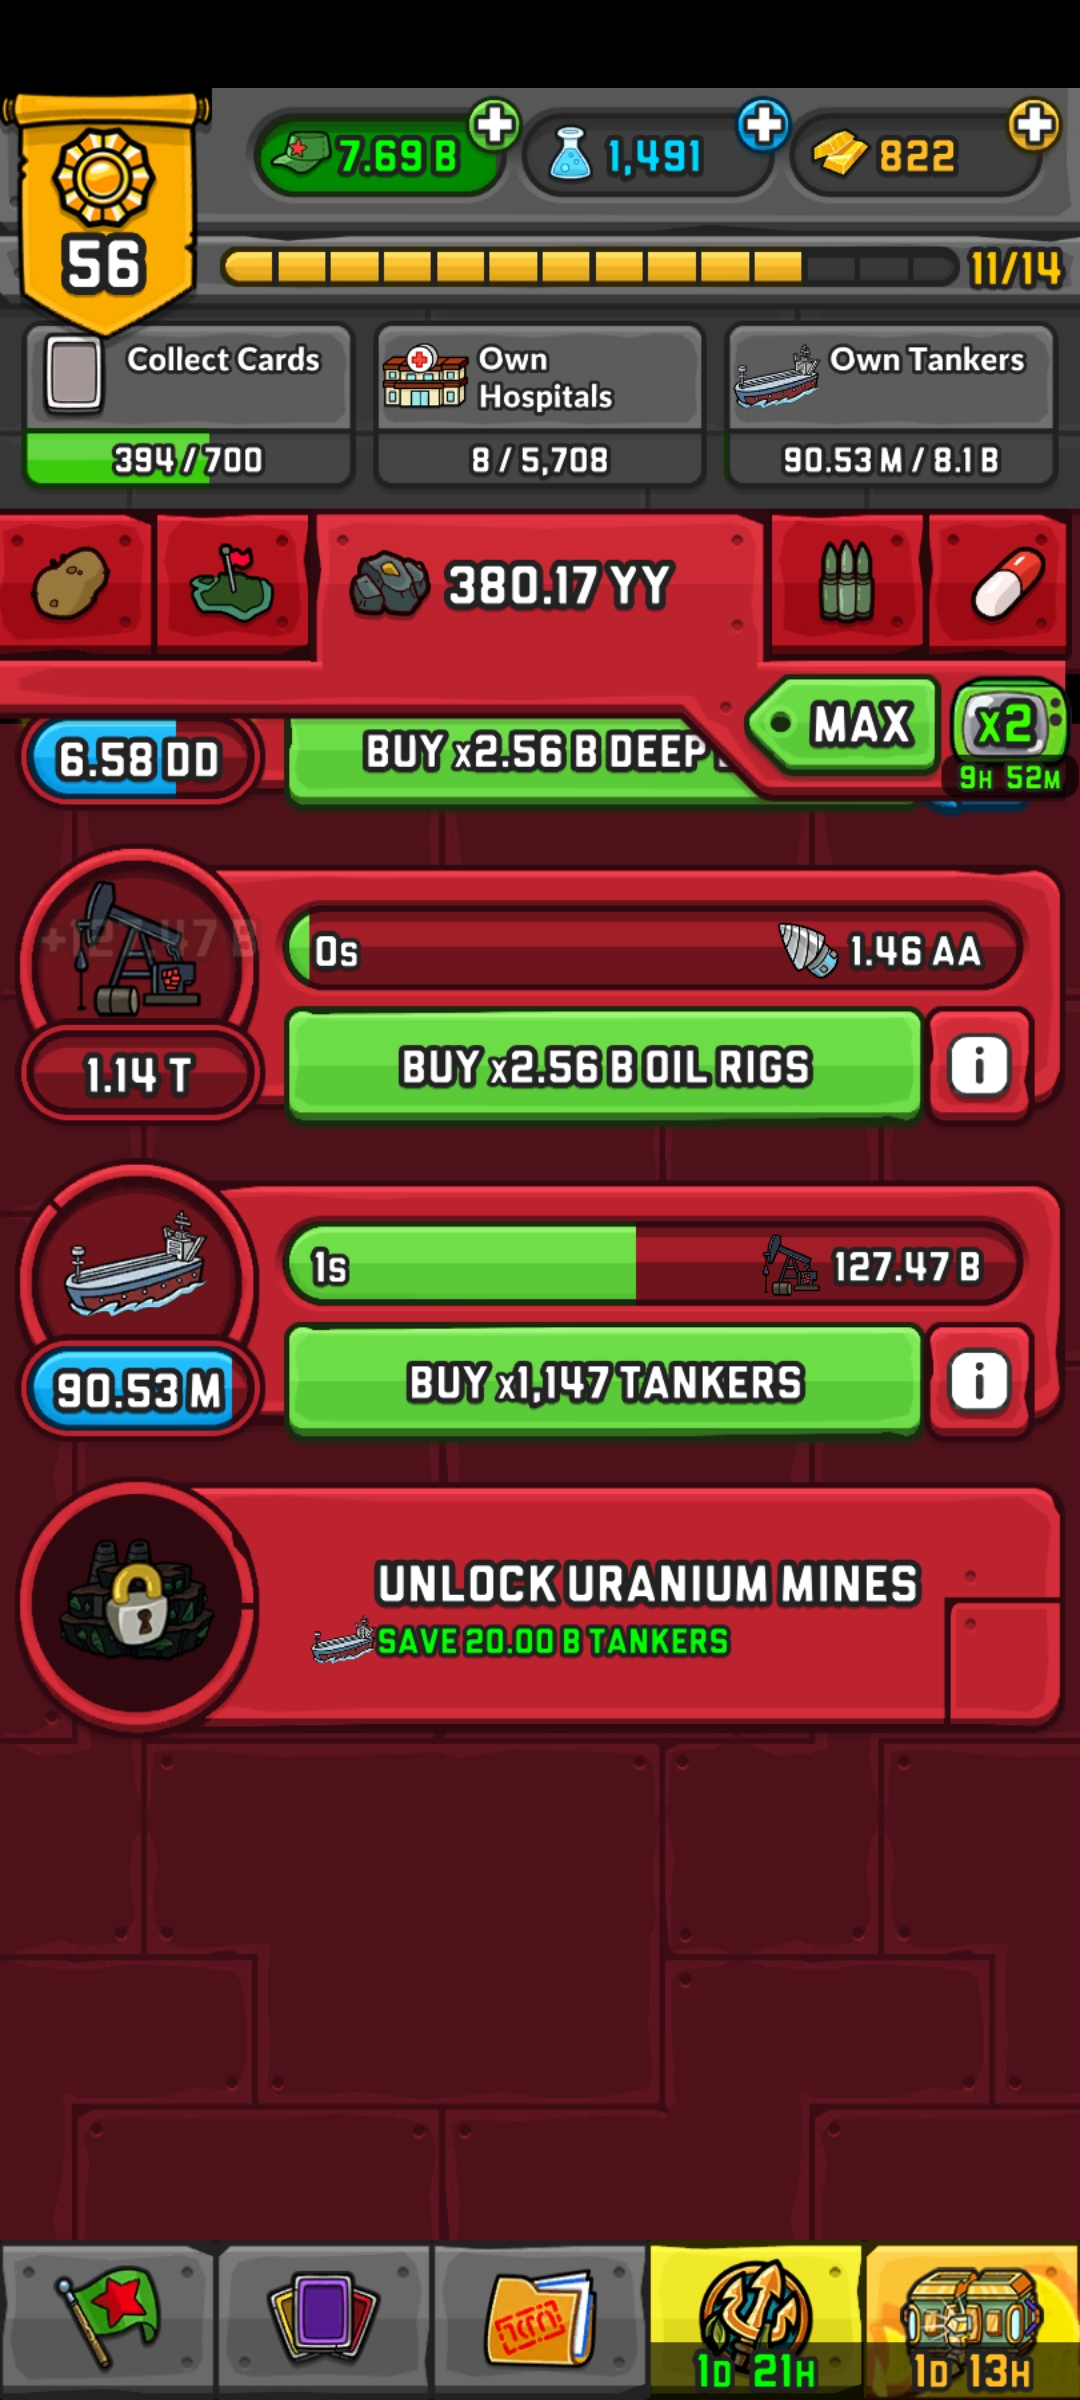 7.69 B
1,491
822
56
11/14
Collect Cards
394/700
Own
Hospitals
8/5,708
Own Tankers
90.53 M/8.1 B
380.17 YY
MAX
x2
9H 52M
6.58 DD
BUY x2.56 B DEEP
0s
1.46 AA
1.14 T
BUY x2.56 B OIL RIGS
i
1s
127.47 B
90.53 M
BUY x1,147 TANKERS
i
UNLOCK URANIUM MINES
SAVE 20.00 B TANKERS
1D 21H
1D 13H